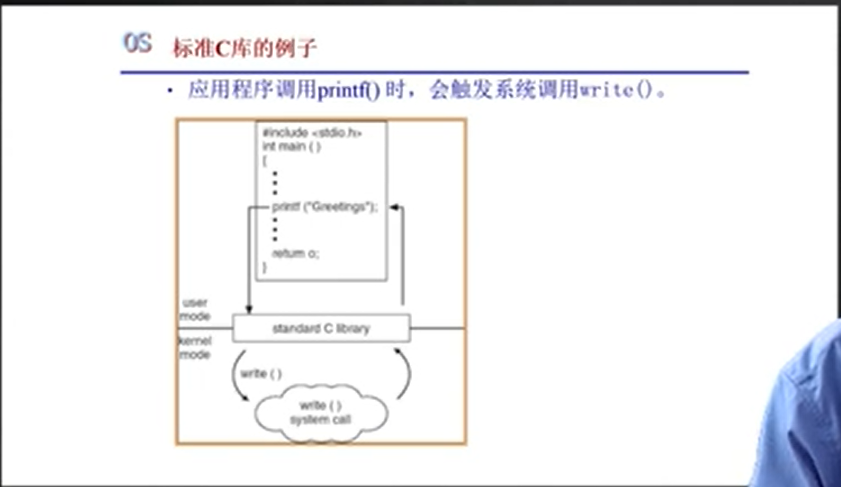 OS 标准C库的例子
• 应用程序调用printf() 时，会触发系统调用write()。
#include <stdio.h>
int main ( )
{
printf ("Greetings");
return o;
}
user
mode
standard C library
kernel
mode
write ( )
write ( )
system call